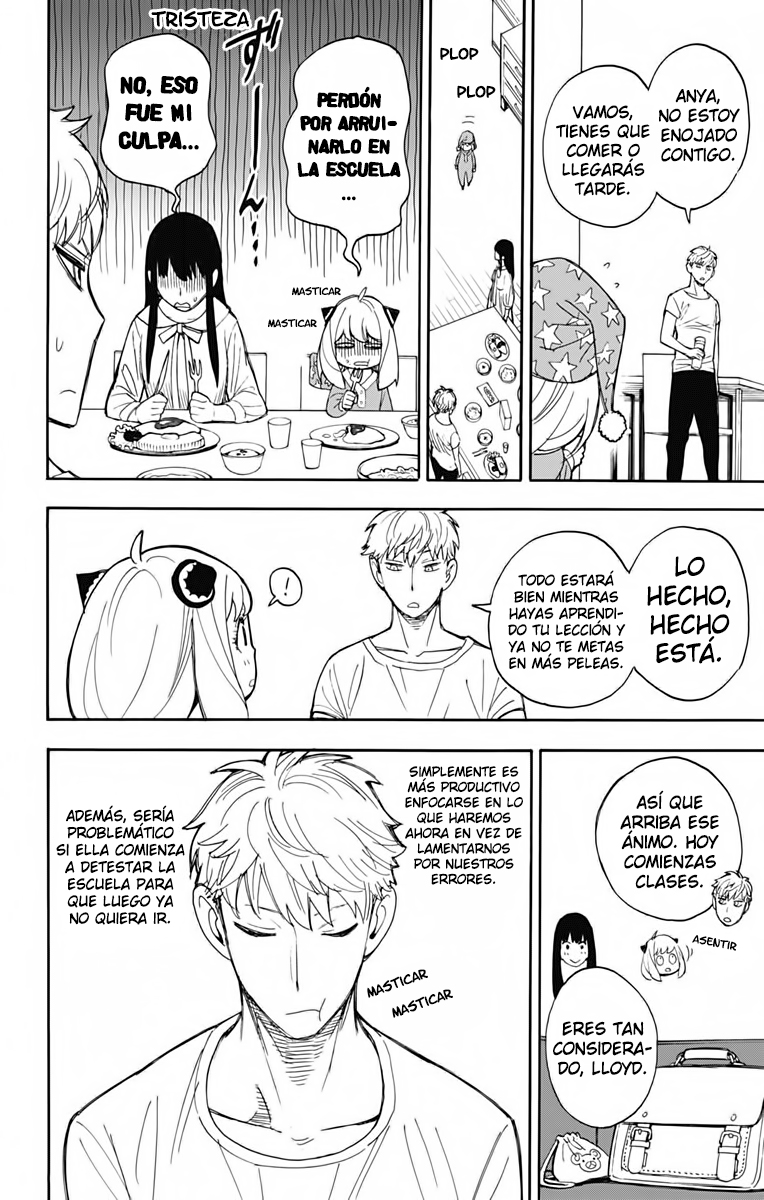 ANYA,
NO ESTOY
ENOJADO
CONTIGO.
VAMOS,
TIENES QUE
COMER O
LLEGARÁS
TARDE.
PLOP
PLOP
PERDÓN
POR ARRUI-
NARLO EN
LA ESCUELA
...
MASTICAR
MASTICAR
TRISTEZA
ずーん…
NO, ESO
FUE MI
CULPA...
LO
HECHO,
HECHO
ESTÁ.
TODO ESTARÁ
BIEN MIENTRAS
HAYAS APRENDI-
DO TU LECCIÓN Y
YA NO TE METAS
EN MÁS PELEAS.
!
ASÍ QUE
ARRIBA ESE
ÁNIMO. HOY
COMIENZAS
CLASES.
ASENTIR
ERES TAN
CONSIDERA-
DO, LLOYD.
SIMPLEMENTE ES
MÁS PRODUCTIVO
ENFOCARSE EN LO
QUE HAREMOS
AHORA EN VEZ DE
LAMENTARNOS
POR NUESTROS
ERRORES.
ADEMÁS, SERÍA
PROBLEMÁTICO
SI ELLA COMIENZA
A DETESTAR LA
ESCUELA PARA
QUE LUEGO YA
NO QUIERA IR.
MASTICAR
MASTICAR